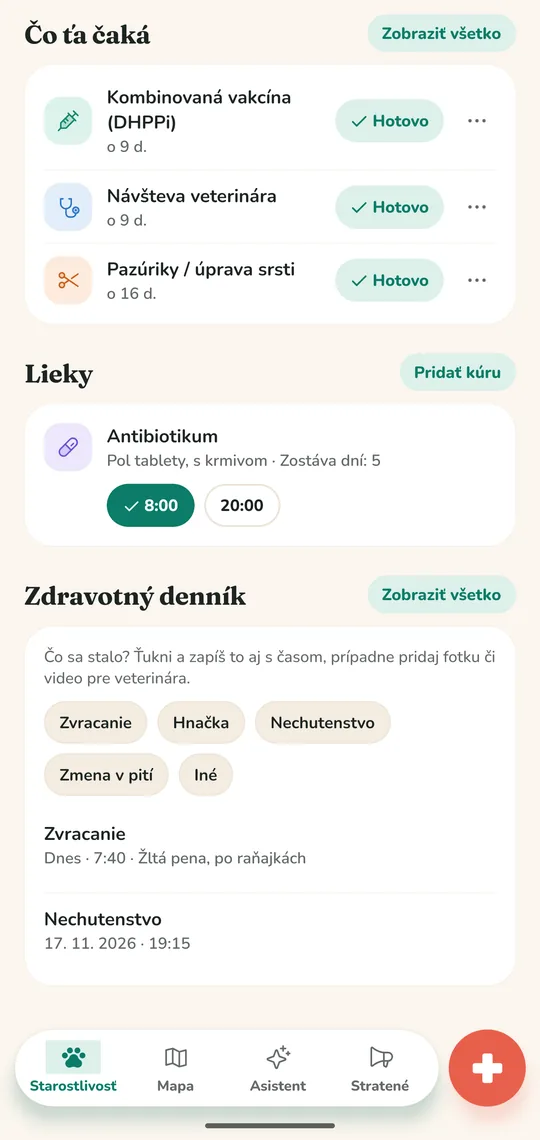 Čo ťa čaká
Zobraziť všetko
Kombinovaná vakcína
(DHPPi)
o 9 d.
Hotovo
Návšteva veterinára
o 9 d.
Hotovo
Pazúriky / úprava srsti
o 16 d.
Hotovo
Lieky
Pridať kúru
Antibiotikum
Pol tablety, s krmivom · Zostáva dní: 5
8:00
20:00
Zdravotný denník
Zobraziť všetko
Čo sa stalo? Ťukni a zapíš to aj s časom, prípadne pridaj fotku či
video pre veterinára.
Zvracanie
Hnačka
Nechutenstvo
Zmena v pití
Iné
Zvracanie
Dnes · 7:40 · Žltá pena, po raňajkách
Nechutenstvo
17. 11. 2026 · 19:15
Starostlivosť
Mapa
Asistent
Stratené